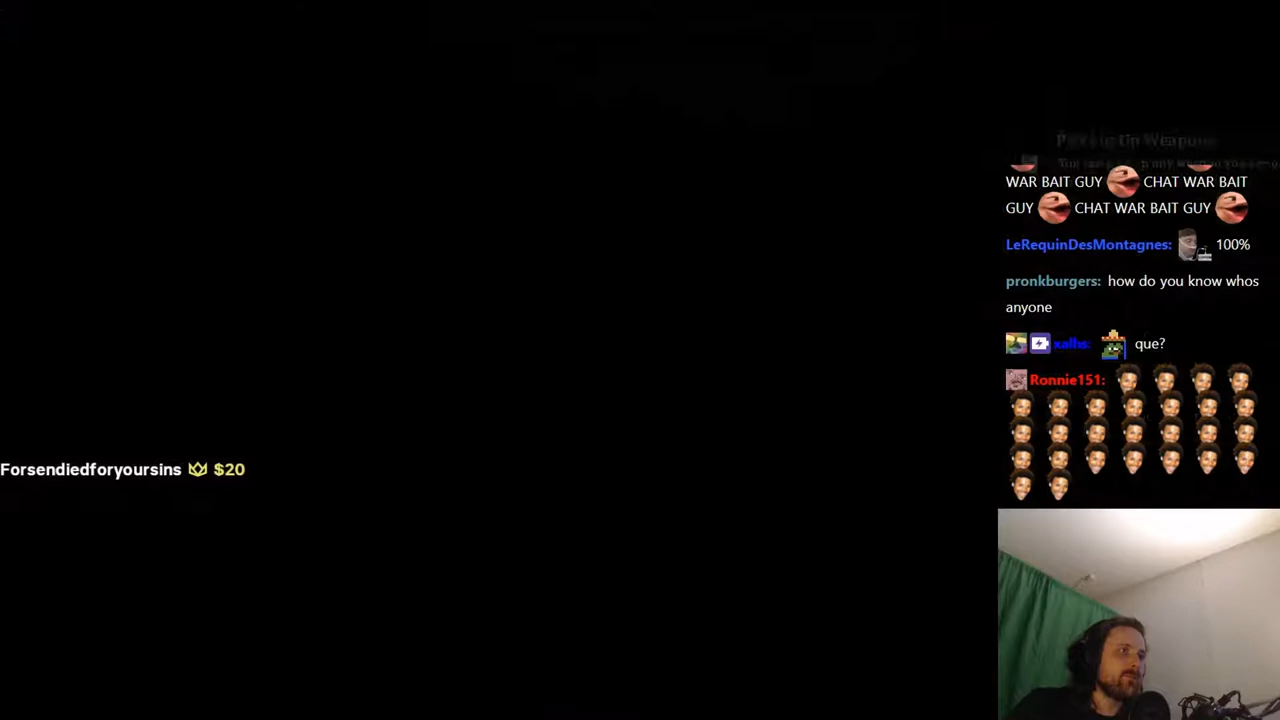 WAR BAIT GUY CHAT WAR BAIT
GUY CHAT WAR BAIT GUY
LeRequinDesMontagnes: 100%
pronkburgers: how do you know whos
anyone
xalhs: que?
Ronnie151:
Forsendiedforyoursins $20